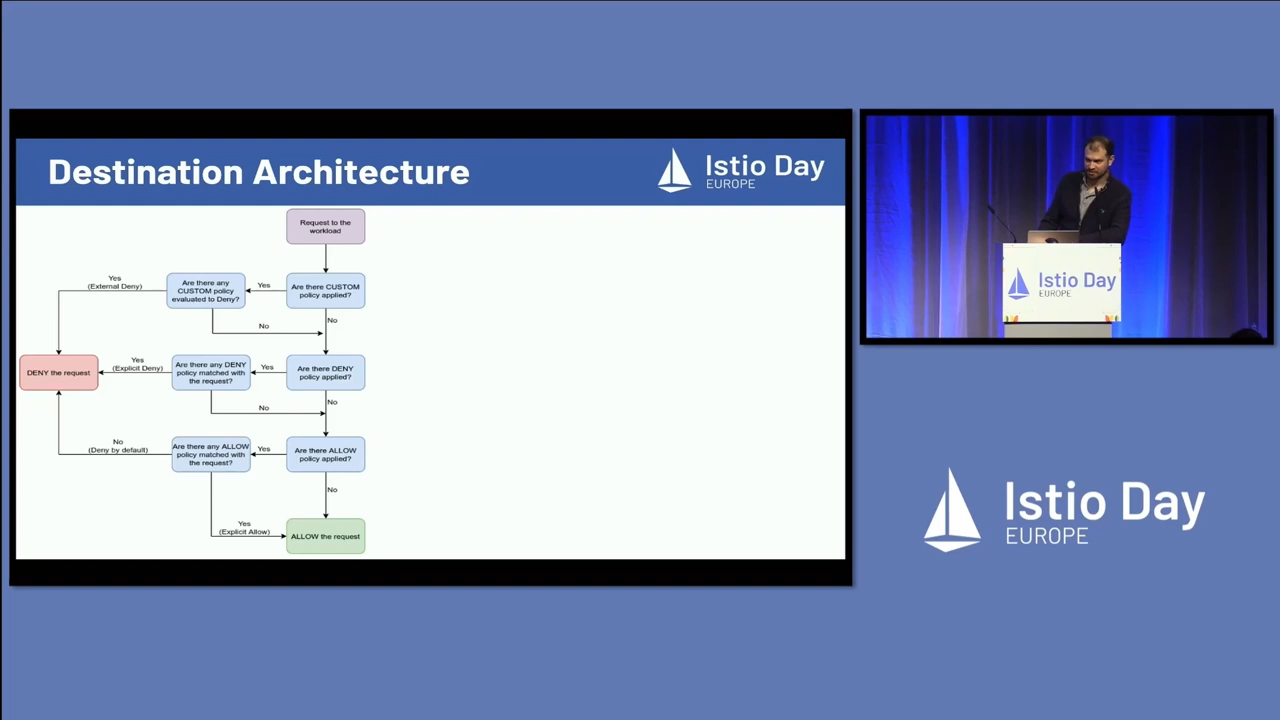 Destination Architecture
Istio Day
EUROPE
Request to the
workload
Yes
(External Deny)
Are there any
CUSTOM policy
evaluated to Deny?
Yes
Are there CUSTOM
policy applied?
No
No
DENY the request
Yes
(Explicit Deny)
Are there any DENY
policy matched with
the request?
Yes
Are there DENY
policy applied?
No
No
No
(Deny by default)
Are there any ALLOW
policy matched with
the request?
Yes
Are there ALLOW
policy applied?
No
Yes
(Explicit Allow)
ALLOW the request
Istio Day
EUROPE
Istio Day
EUROPE